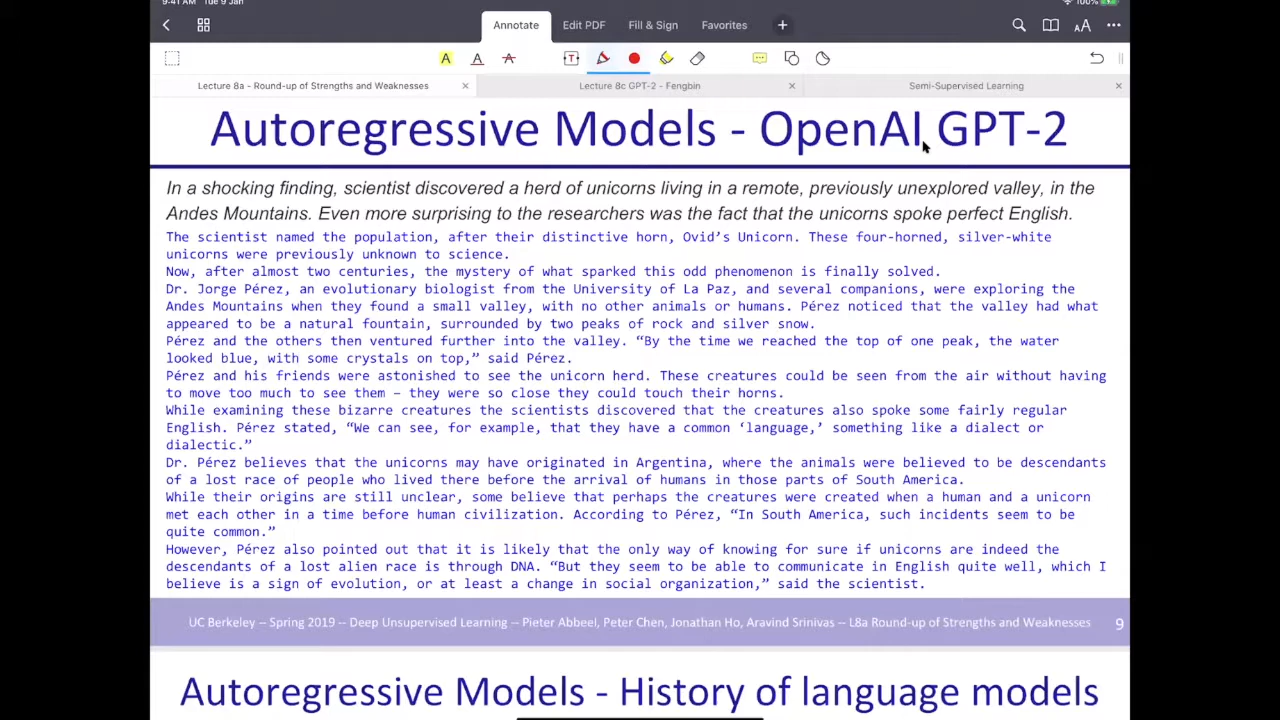 9:41 AM Tue 9 Jan
100%
Annotate
Edit PDF
Fill & Sign
Favorites
Lecture 8a - Round-up of Strengths and Weaknesses
Lecture 8c GPT-2 - Fengbin
Semi-Supervised Learning
Autoregressive Models - OpenAI GPT-2
In a shocking finding, scientist discovered a herd of unicorns living in a remote, previously unexplored valley, in the
Andes Mountains. Even more surprising to the researchers was the fact that the unicorns spoke perfect English.
The scientist named the population, after their distinctive horn, Ovid’s Unicorn. These four-horned, silver-white
unicorns were previously unknown to science.
Now, after almost two centuries, the mystery of what sparked this odd phenomenon is finally solved.
Dr. Jorge Pérez, an evolutionary biologist from the University of La Paz, and several companions, were exploring the
Andes Mountains when they found a small valley, with no other animals or humans. Pérez noticed that the valley had what
appeared to be a natural fountain, surrounded by two peaks of rock and silver snow.
Pérez and the others then ventured further into the valley. “By the time we reached the top of one peak, the water
looked blue, with some crystals on top,” said Pérez.
Pérez and his friends were astonished to see the unicorn herd. These creatures could be seen from the air without having
to move too much to see them – they were so close they could touch their horns.
While examining these bizarre creatures the scientists discovered that the creatures also spoke some fairly regular
English. Pérez stated, “We can see, for example, that they have a common ‘language,’ something like a dialect or
dialectic.”
Dr. Pérez believes that the unicorns may have originated in Argentina, where the animals were believed to be descendants
of a lost race of people who lived there before the arrival of humans in those parts of South America.
While their origins are still unclear, some believe that perhaps the creatures were created when a human and a unicorn
met each other in a time before human civilization. According to Pérez, “In South America, such incidents seem to be
quite common.”
However, Pérez also pointed out that it is likely that the only way of knowing for sure if unicorns are indeed the
descendants of a lost alien race is through DNA. “But they seem to be able to communicate in English quite well, which I
believe is a sign of evolution, or at least a change in social organization,” said the scientist.
UC Berkeley -- Spring 2019 -- Deep Unsupervised Learning -- Pieter Abbeel, Peter Chen, Jonathan Ho, Aravind Srinivas -- L8a Round-up of Strengths and Weaknesses
9
Autoregressive Models - History of language models